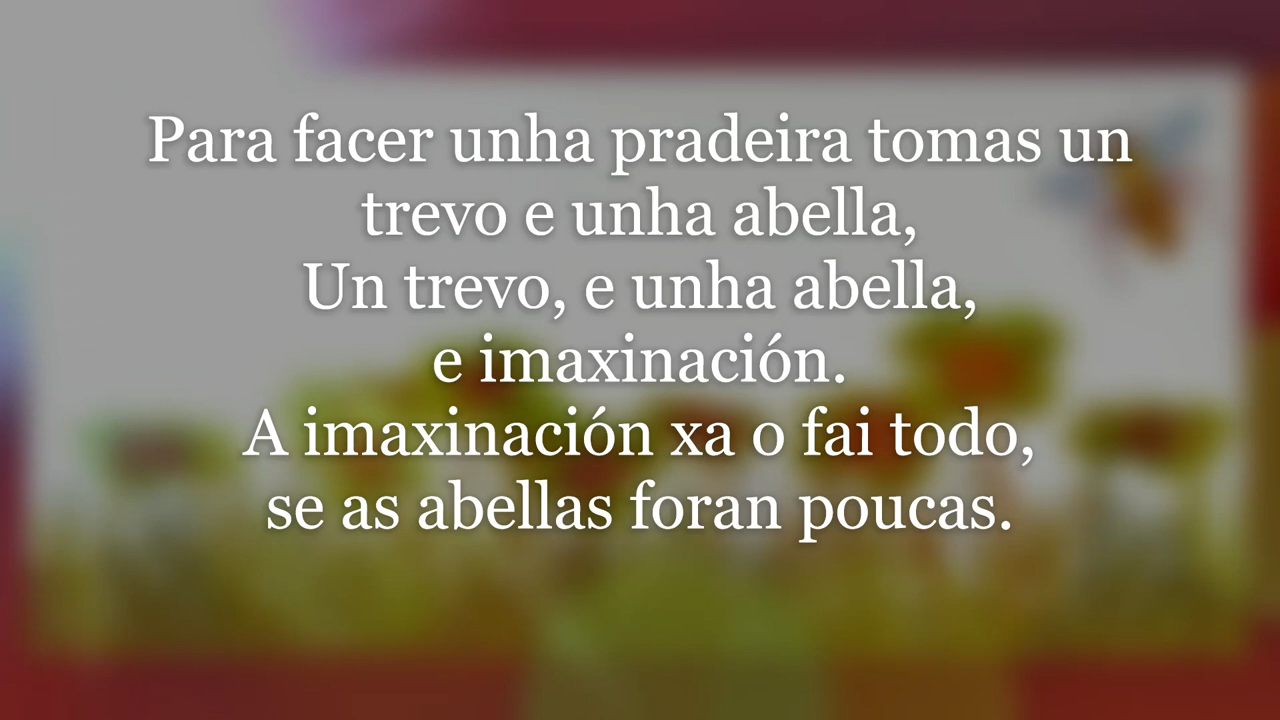 Para facer unha pradeira tomas un
trevo e unha abella,
Un trevo, e unha abella,
e imaxinación.
A imaxinación xa o fai todo,
se as abellas foran poucas.